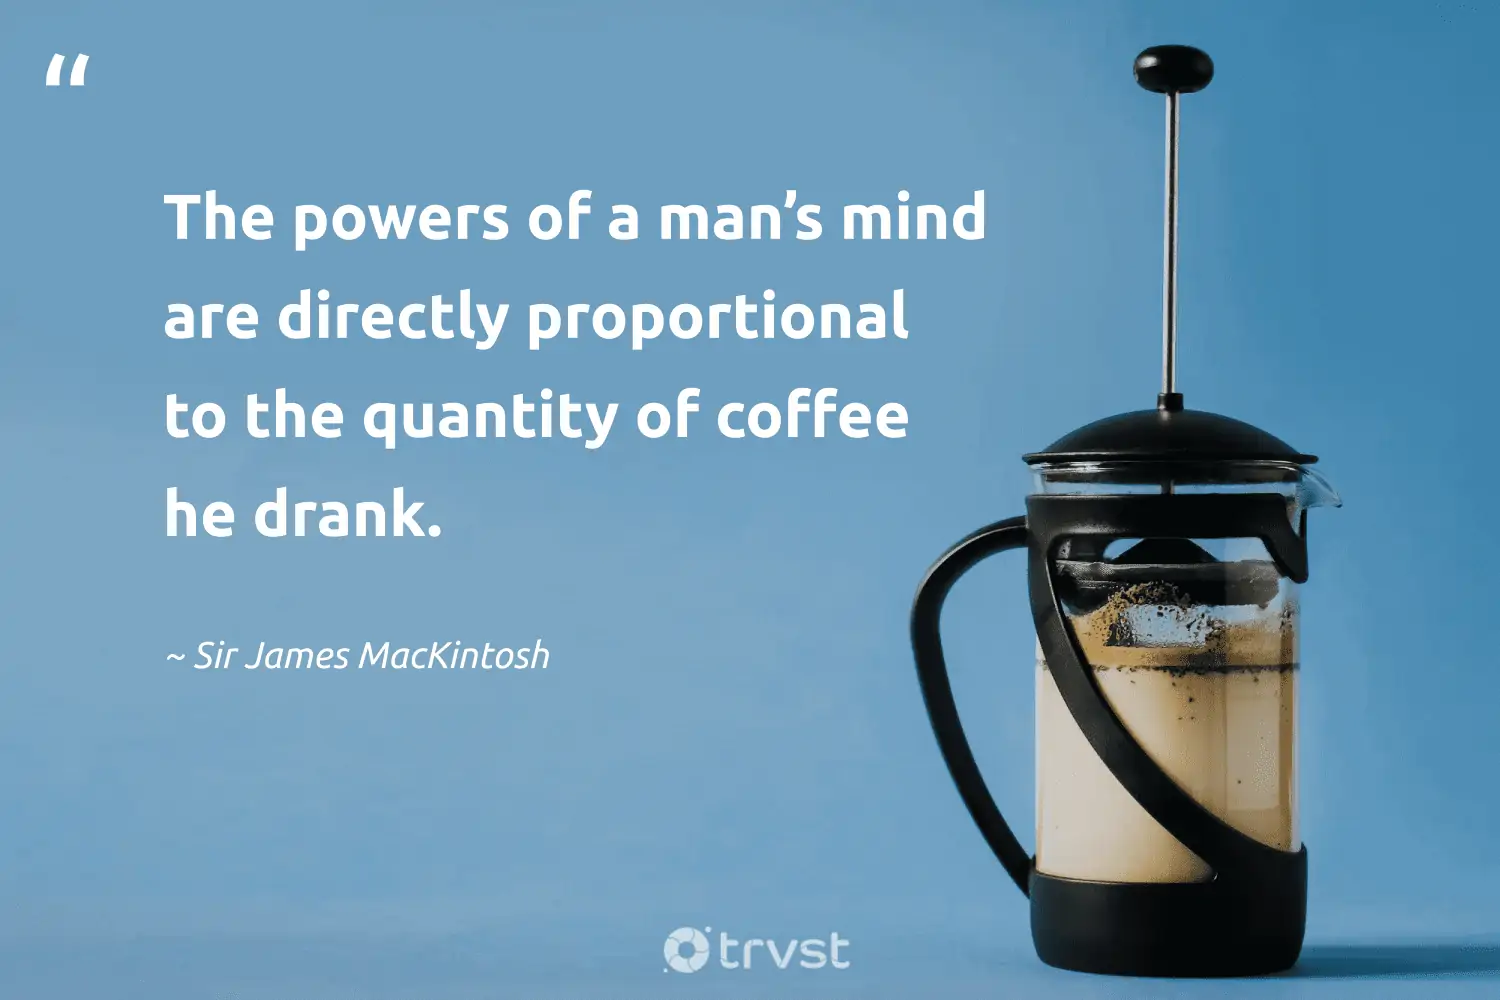 “
The powers of a man’s mind
are directly proportional
to the quantity of coffee
he drank.
~ Sir James MacKintosh
trvst